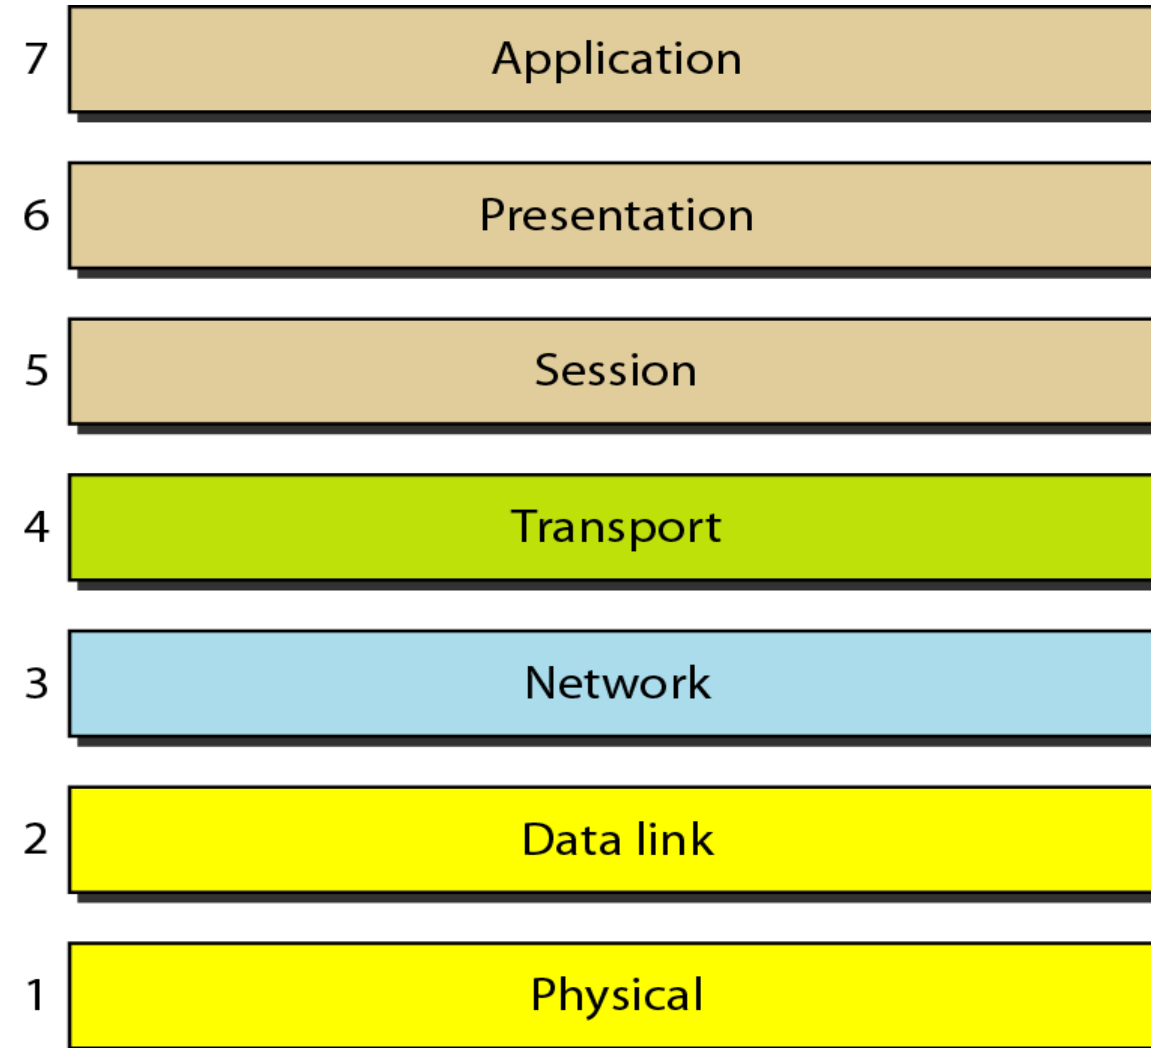 7 Application
6 Presentation
5 Session
4 Transport
3 Network
2 Data link
1 Physical